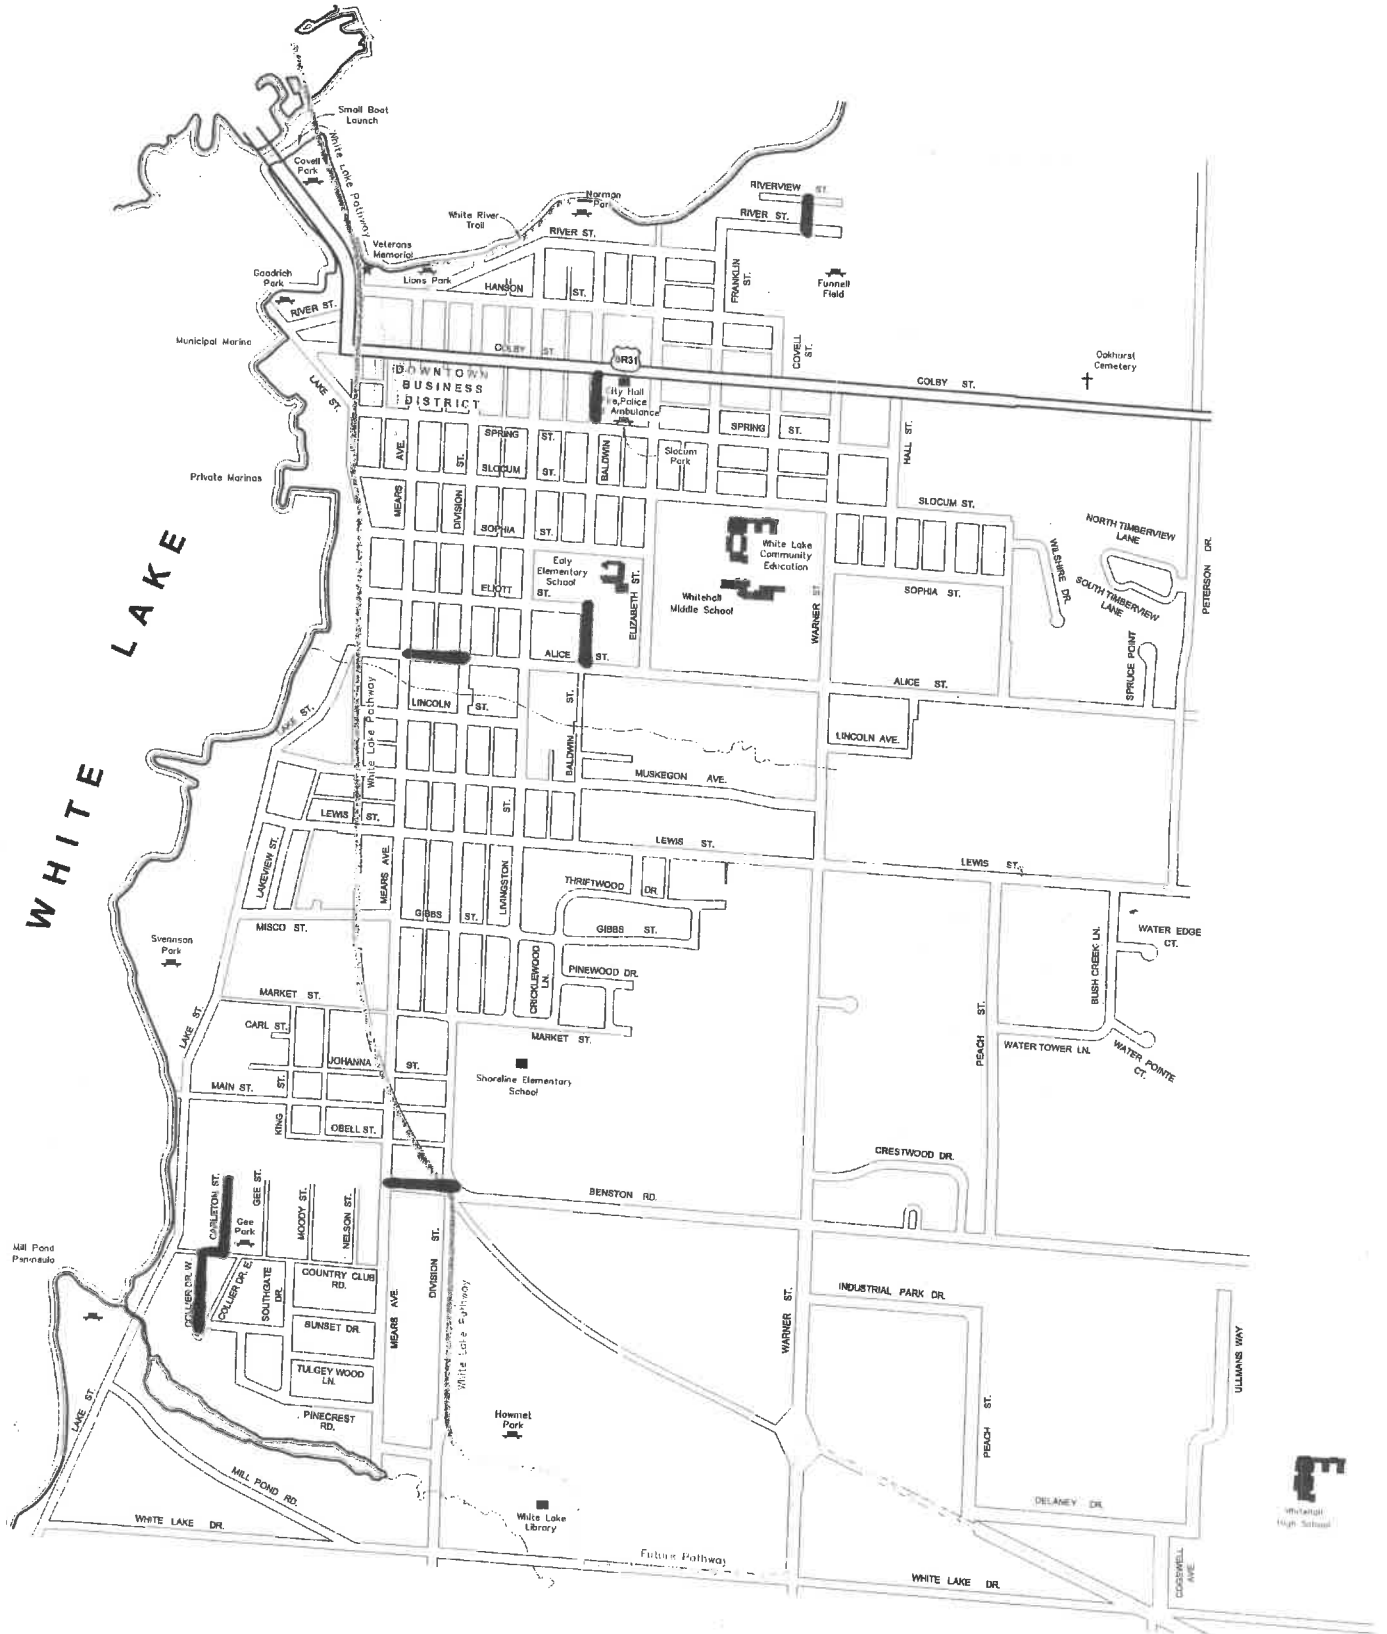 Small Boat
Launch
White Lake Pathway
Covell
Park
RIVERVIEW ST.
Norman
Park
RIVER ST.
White River
Trail
RIVER ST.
Veterans
Memorial
Lions Park
Goodrich
Park
HANSON ST.
FRANKLIN
ST.
Funnell
Field
RIVER ST.
Municipal Marina
COLBY ST.
BR31
COVELL
ST.
Oakhurst
Cemetery
DOWNTOWN
BUSINESS
DISTRICT
LAKE ST.
COLBY ST.
City Hall
Police
Ambulance
SPRING ST.
SPRING ST.
HALL ST.
AVE.
ST.
BALDWIN
Slocum
Park
SLOCUM ST.
Private Marinas
MEARS
DIVISION
SLOCUM ST.
SOPHIA ST.
White Lake
Community
Education
NORTH TIMBERVIEW
LANE
WILSHIRE DR.
PETERSON DR.
WHITE LAKE
Ealy
Elementary
School
ELIOTT ST.
ELIZABETH ST.
Whitehall
Middle School
WARNER ST
SOPHIA ST.
SOUTH TIMBERVIEW
LANE
ALICE ST.
SPRUCE POINT
ALICE ST.
White Lake Pathway
LINCOLN ST.
ST.
LAKE ST.
LINCOLN AVE.
BALDWIN
MUSKEGON AVE.
LEWIS ST.
ST.
LEWIS ST.
LEWIS ST.
LAKEVIEW ST.
MEARS AVE.
LIVINGSTON
THRIFTWOOD DR.
GIBBS ST.
GIBBS ST.
MISCO ST.
BUSH CREEK LN.
WATER EDGE
CT.
Svensson
Park
CRICKLEWOOD
LN.
PINEWOOD DR.
MARKET ST.
LAKE ST.
CARL ST.
MARKET ST.
PEACH ST.
WATER TOWER LN.
WATER POINTE
CT.
JOHANNA ST.
Shoreline Elementary
School
MAIN ST.
KING ST.
OBELL ST.
CRESTWOOD DR.
BENSTON RD.
CARLETON ST.
GEE ST.
MOODY ST.
NELSON ST.
Gee
Park
Mill Pond
Peninsula
COLLIER DR. W.
COLLIER DR. E.
SOUTHGATE
DR.
COUNTRY CLUB
RD.
MEARS AVE.
DIVISION ST.
White Lake Pathway
WARNER ST.
INDUSTRIAL PARK DR.
SUNSET DR.
ULLMANS WAY
TULGEY WOOD
LN.
LAKE ST.
PINECREST
RD.
Howmet
Park
PEACH ST.
MILL POND RD.
DELANEY DR.
Whitehall
High School
WHITE LAKE DR.
White Lake
Library
Future Pathway
WHITE LAKE DR.
COGSWELL
AVE.